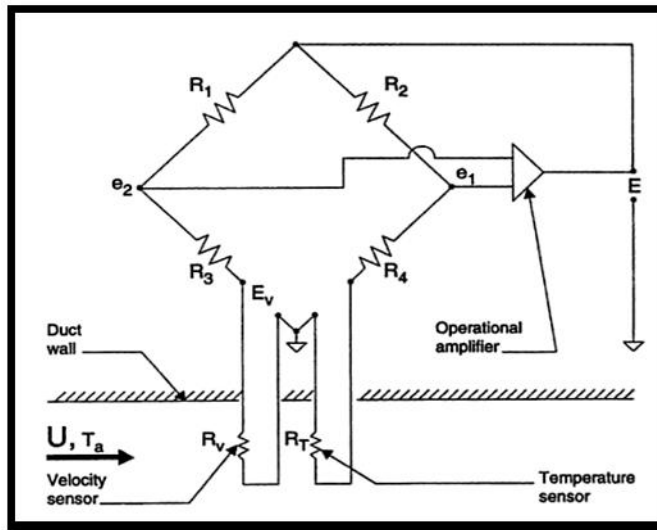 R1
R2
e2
e1
E
R3
R4
Ev
Duct
wall
Operational
amplifier
U, Ta
Rv
RT
Velocity
sensor
Temperature
sensor